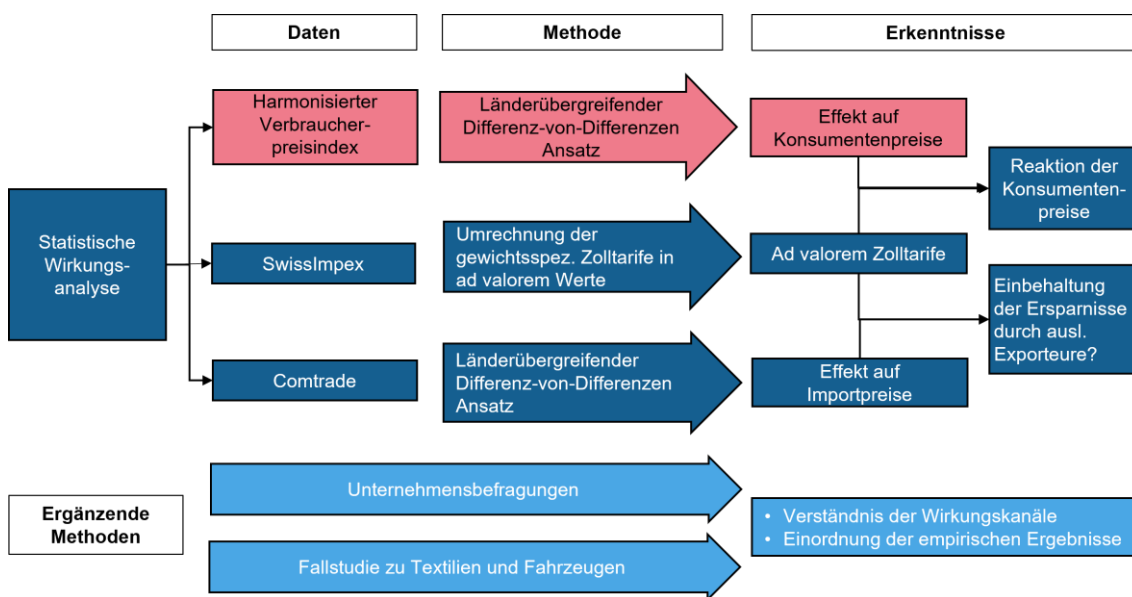 Daten
Methode
Erkenntnisse
Harmonisierter
Verbraucher-
preisindex
Länderübergreifender
Differenz-von-Differenzen
Ansatz
Effekt auf
Konsumentenpreise
Reaktion der
Konsumenten-
preise
Statistische
Wirkungs-
analyse
SwissImpex
Umrechnung der
gewichtsspez. Zolltarife in
ad valorem Werte
Ad valorem Zolltarife
Einbehaltung
der Ersparnisse
durch ausl.
Exporteure?
Comtrade
Länderübergreifender
Differenz-von-Differenzen
Ansatz
Effekt auf
Importpreise
Ergänzende
Methoden
Unternehmensbefragungen
Fallstudie zu Textilien und Fahrzeugen
• Verständnis der Wirkungskanäle
• Einordnung der empirischen Ergebnisse